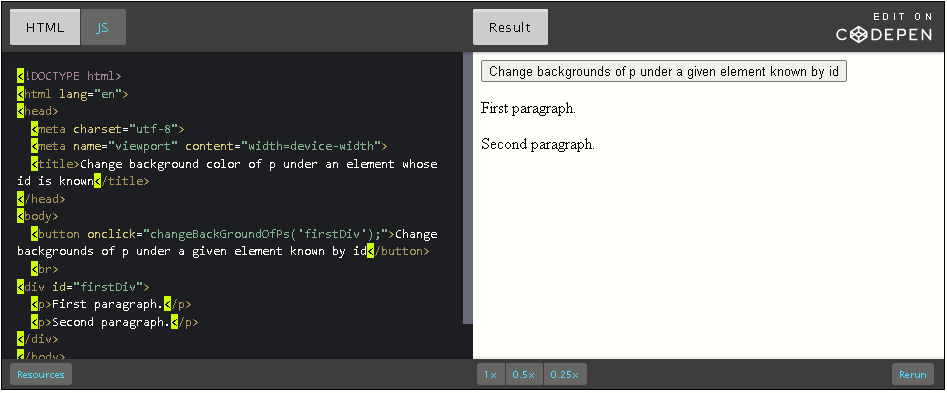 HTML JS
<!DOCTYPE html>
<html lang="en">
<head>
<meta charset="utf-8">
<meta name="viewport" content="width=device-width">
<title>Change background color of p under an element whose
id is known</title>
</head>
<body>
<button onclick="changeBackGroundOfPs('firstDiv');">Change
backgrounds of p under a given element known by id</button>
<br>
<div id="firstDiv">
<p>First paragraph.</p>
<p>Second paragraph.</p>
</div>
</body>
Resources
Result
EDIT ON
CODEPEN
Change backgrounds of p under a given element known by id
First paragraph.
Second paragraph.
1x 0.5x 0.25x
Rerun